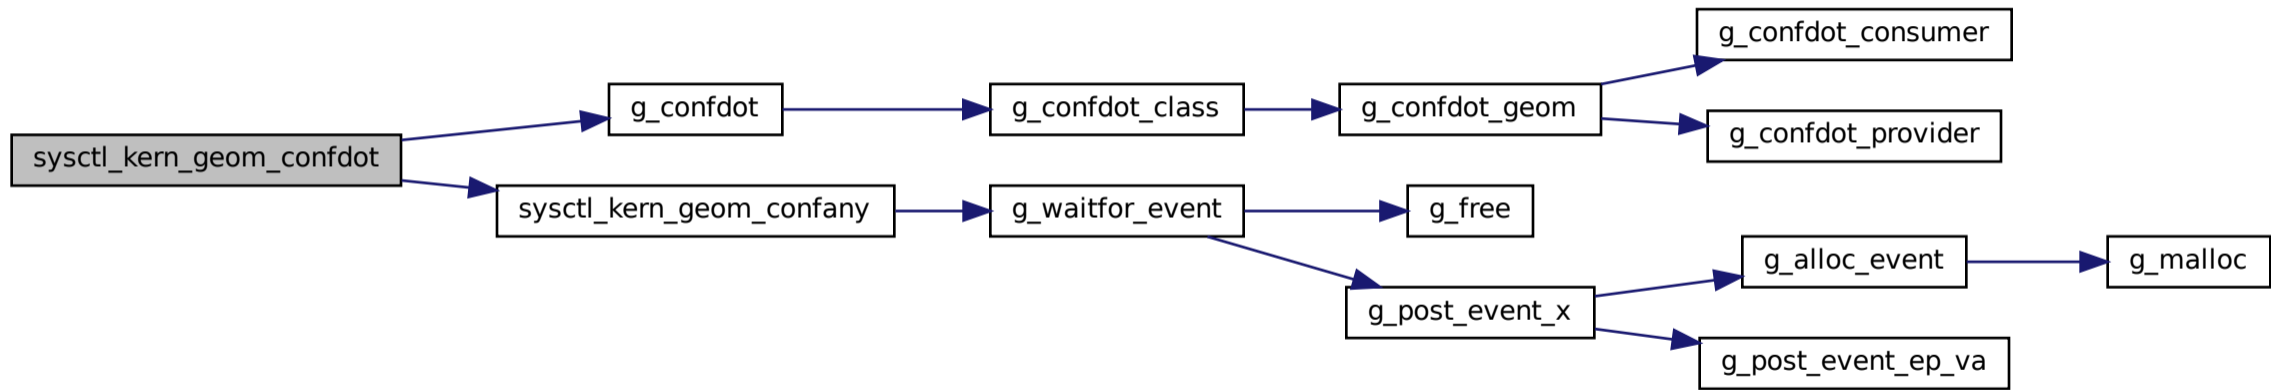 g_confdot_consumer
g_confdot
g_confdot_class
g_confdot_geom
g_confdot_provider
sysctl_kern_geom_confdot
sysctl_kern_geom_confany
g_waitfor_event
g_free
g_alloc_event
g_malloc
g_post_event_x
g_post_event_ep_va